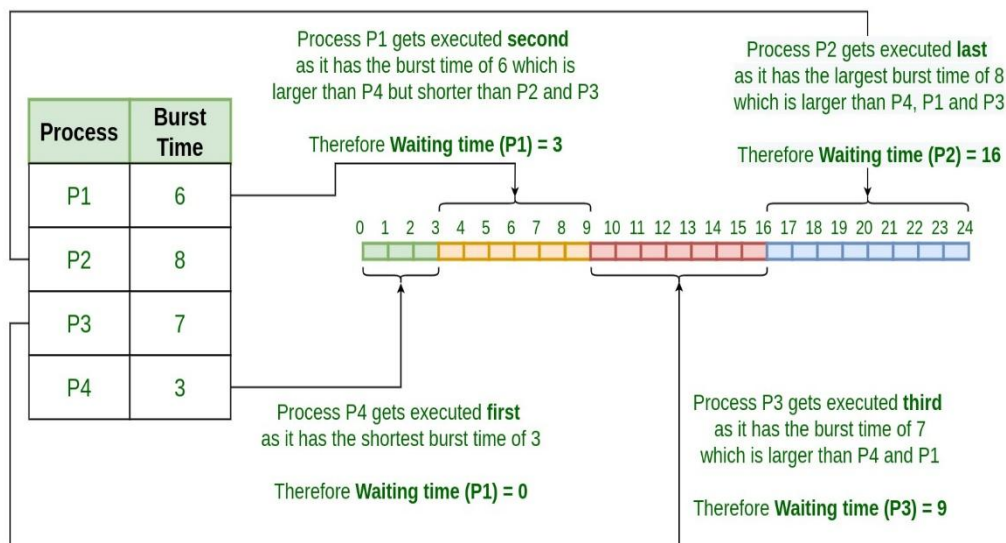 Process P1 gets executed second
as it has the burst time of 6 which is
larger than P4 but shorter than P2 and P3
Therefore Waiting time (P1) = 3
Process P2 gets executed last
as it has the largest burst time of 8
which is larger than P4, P1 and P3
Therefore Waiting time (P2) = 16
Process Burst Time
P1 6
P2 8
P3 7
P4 3
0 1 2 3 4 5 6 7 8 9 10 11 12 13 14 15 16 17 18 19 20 21 22 23 24
Process P4 gets executed first
as it has the shortest burst time of 3
Therefore Waiting time (P1) = 0
Process P3 gets executed third
as it has the burst time of 7
which is larger than P4 and P1
Therefore Waiting time (P3) = 9